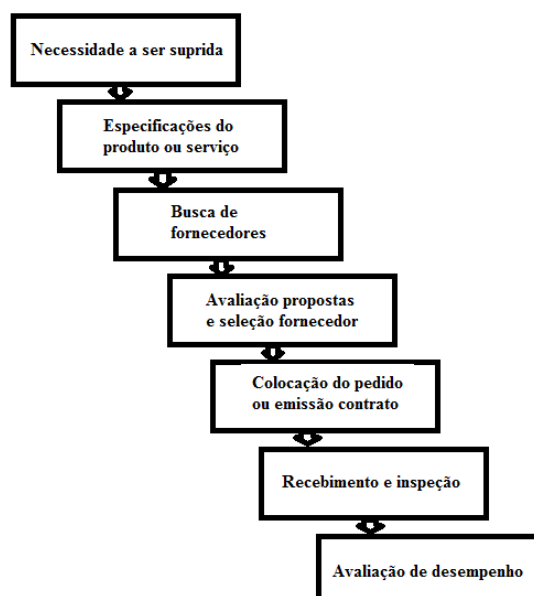 Necessidade a ser suprida
Especificações do
produto ou serviço
Busca de
fornecedores
Avaliação propostas
e seleção fornecedor
Colocação do pedido
ou emissão contrato
Recebimento e inspeção
Avaliação de desempenho